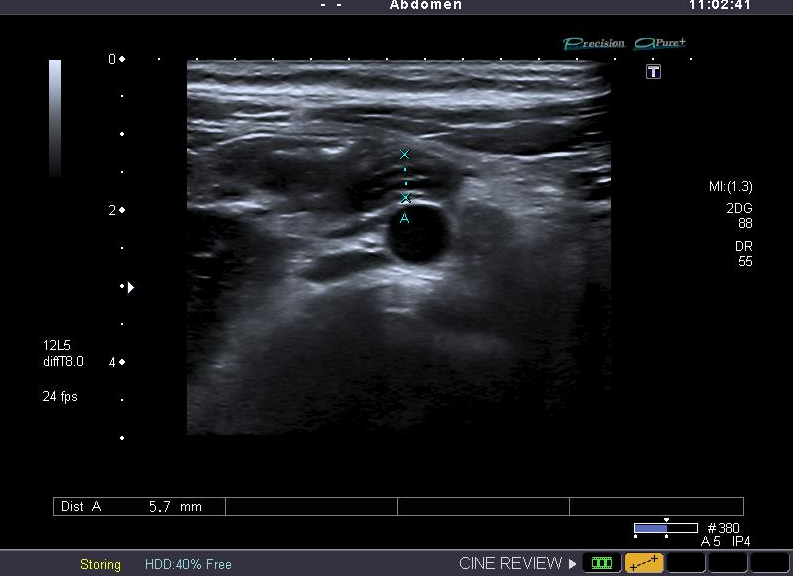 - - Abdomen 11:02:41
Precision APure+
T
0
MI:(1.3)
2DG
88
DR
55
2
A
12L5
diffT8.0
4
24 fps
Dist A 5.7 mm
#380
A 5 IP4
Storing HDD:40% Free CINE REVIEW